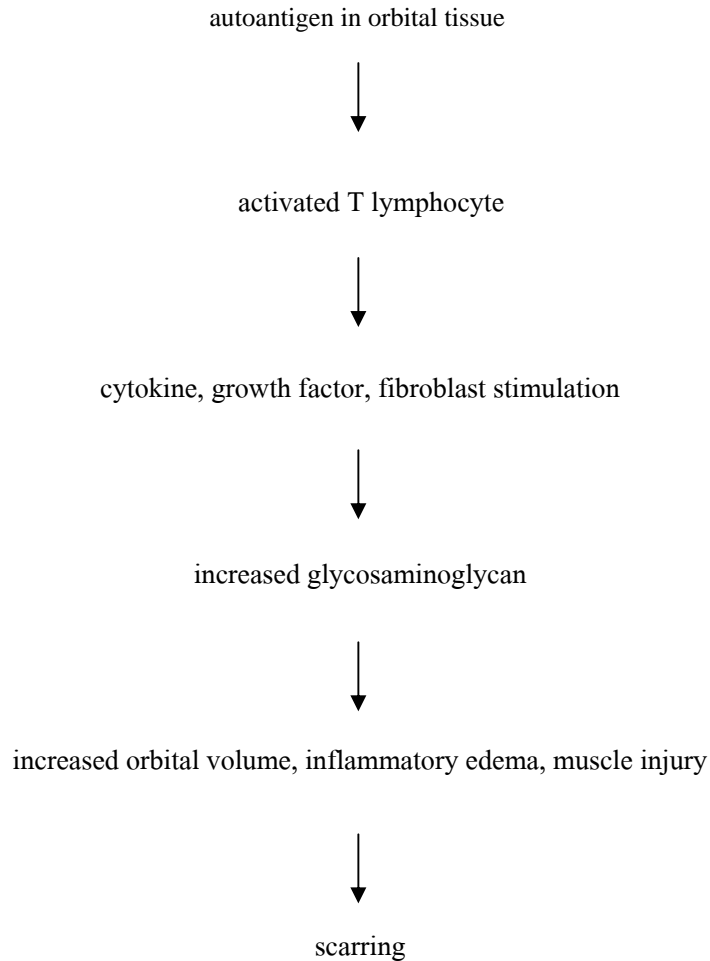 autoantigen in orbital tissue
activated T lymphocyte
cytokine, growth factor, fibroblast stimulation
increased glycosaminoglycan
increased orbital volume, inflammatory edema, muscle injury
scarring